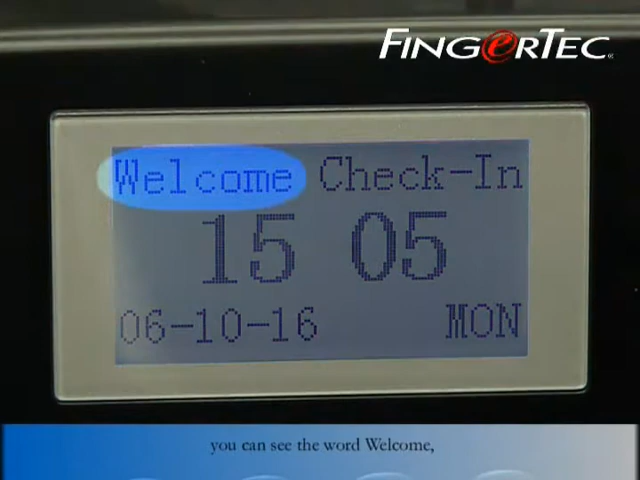 FINGERTEC
Welcome Check-In
15 05
06-10-16 MON
you can see the word Welcome,